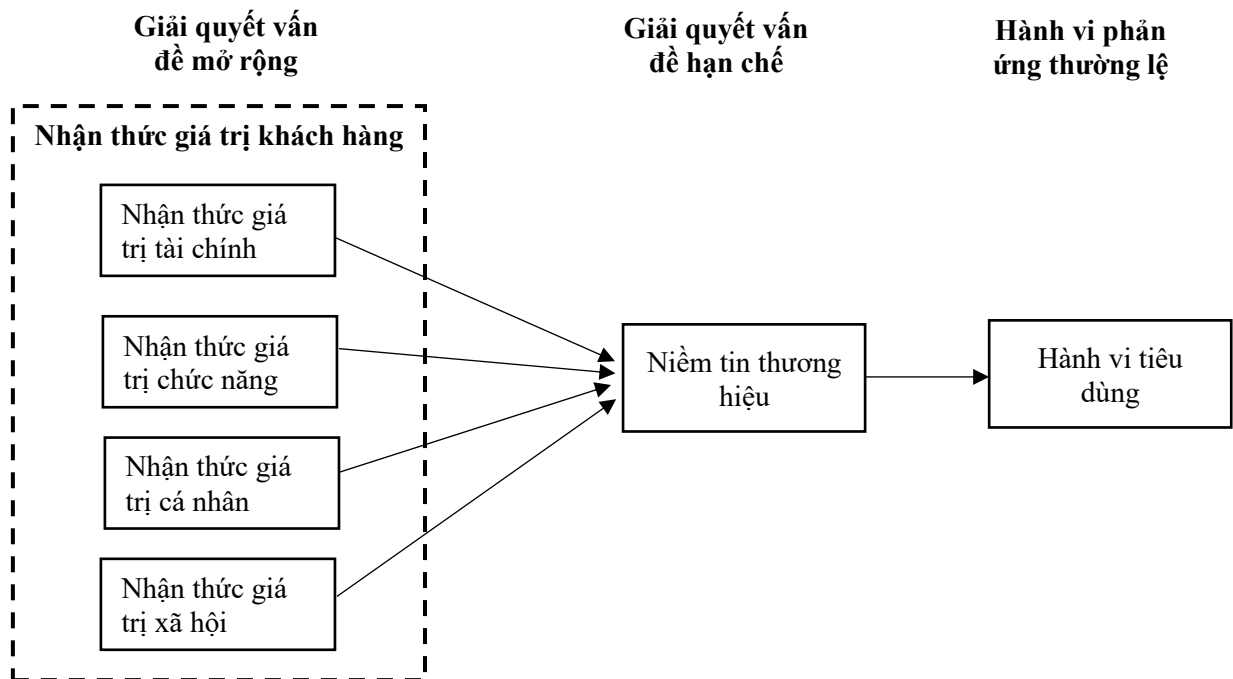 Giải quyết vấn
đề mở rộng
Giải quyết vấn
đề hạn chế
Hành vi phản
ứng thường lệ
Nhận thức giá trị khách hàng
Nhận thức giá
trị tài chính
Nhận thức giá
trị chức năng
Nhận thức giá
trị cá nhân
Nhận thức giá
trị xã hội
Niềm tin thương
hiệu
Hành vi tiêu
dùng